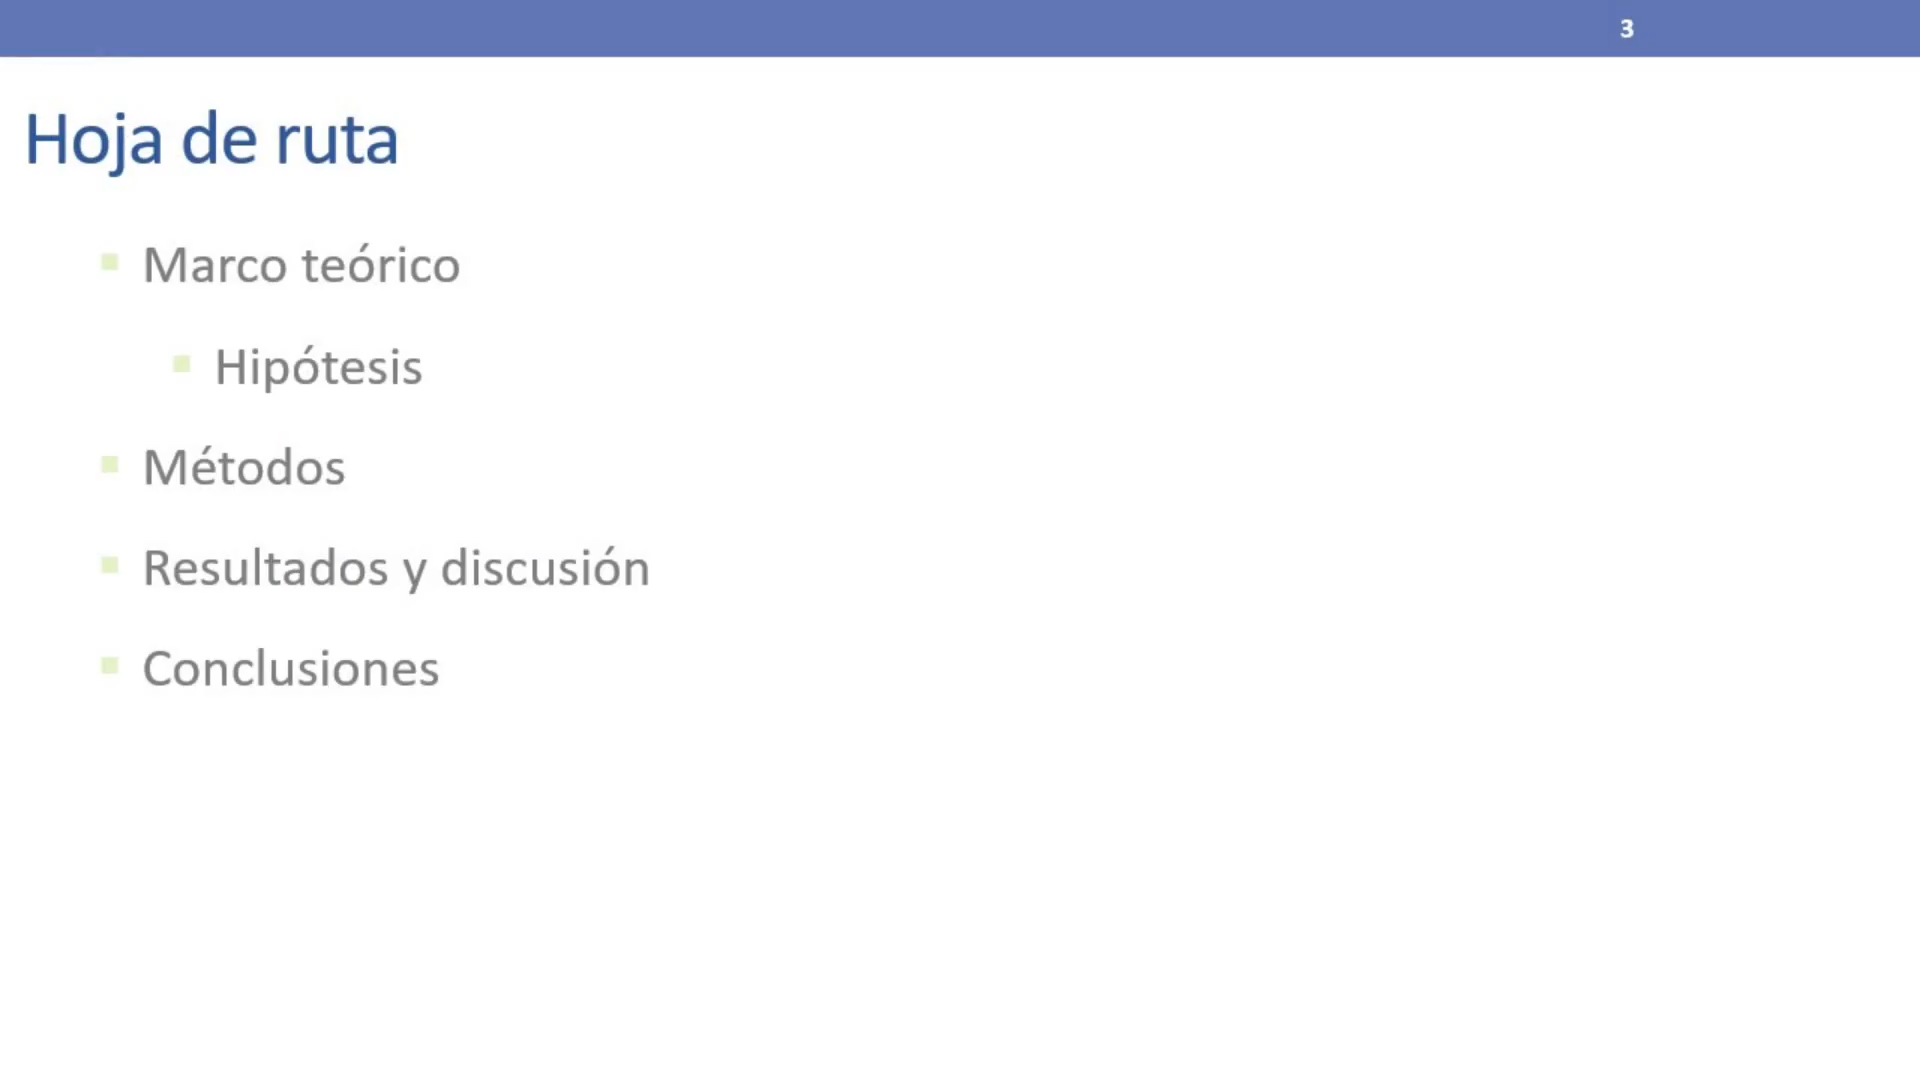 3
Hoja de ruta
Marco teórico
Hipótesis
Métodos
Resultados y discusión
Conclusiones